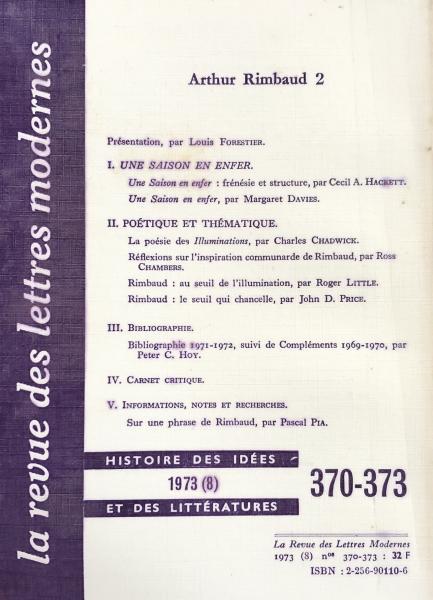 la revue des lettres modernes
Arthur Rimbaud 2
Présentation, par Louis FORESTIER.
I. UNE SAISON EN ENFER.
Une Saison en enfer : frénésie et structure, par Cecil A. HACKETT.
Une Saison en enfer, par Margaret DAVIES.
II. POÉTIQUE ET THÉMATIQUE.
La poésie des Illuminations, par Charles CHADWICK.
Réflexions sur l'inspiration communarde de Rimbaud, par Ross
CHAMBERS.
Rimbaud : au seuil de l'illumination, par Roger LITTLE.
Rimbaud : le seuil qui chancelle, par John D. PRICE.
III. BIBLIOGRAPHIE.
Bibliographie 1971-1972, suivi de Compléments 1969-1970, par
Peter C. HOY.
IV. CARNET CRITIQUE.
V. INFORMATIONS, NOTES ET RECHERCHES.
Sur une phrase de Rimbaud, par Pascal PIA.
HISTOIRE DES IDÉES
1973 (8)
ET DES LITTÉRATURES
370-373
La Revue des Lettres Modernes
1973 (8) nos 370-373 : 32 F
ISBN : 2-256-90110-6